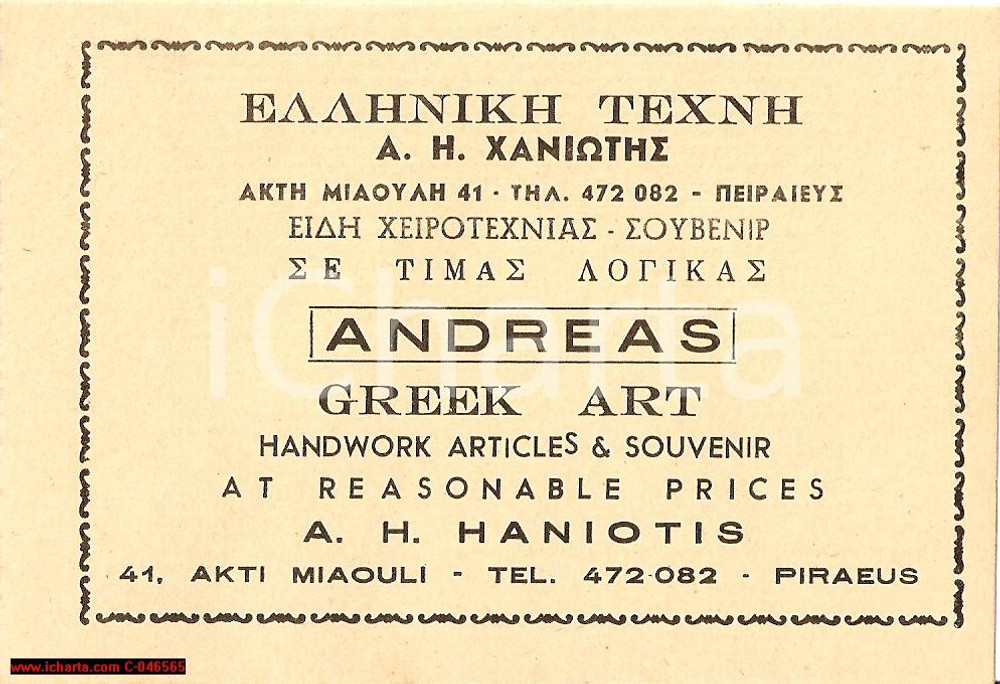 ΕΛΛΗΝΙΚΗ ΤΕΧΝΗ
Α. Η. ΧΑΝΙΩΤΗΣ
ΑΚΤΗ ΜΙΑΟΥΛΗ 41 - ΤΗΛ. 472 082 - ΠΕΙΡΑΙΕΥΣ
ΕΙΔΗ ΧΕΙΡΟΤΕΧΝΙΑΣ - ΣΟΥΒΕΝΙΡ
ΣΕ ΤΙΜΑΣ ΛΟΓΙΚΑΣ
ANDREAS
GREEK ART
HANDWORK ARTICLES & SOUVENIR
AT REASONABLE PRICES
A. H. HANIOTIS
41, AKTI MIAOULI - TEL. 472-082 - PIRAEUS
iCharta
www.icharta.com C-046565